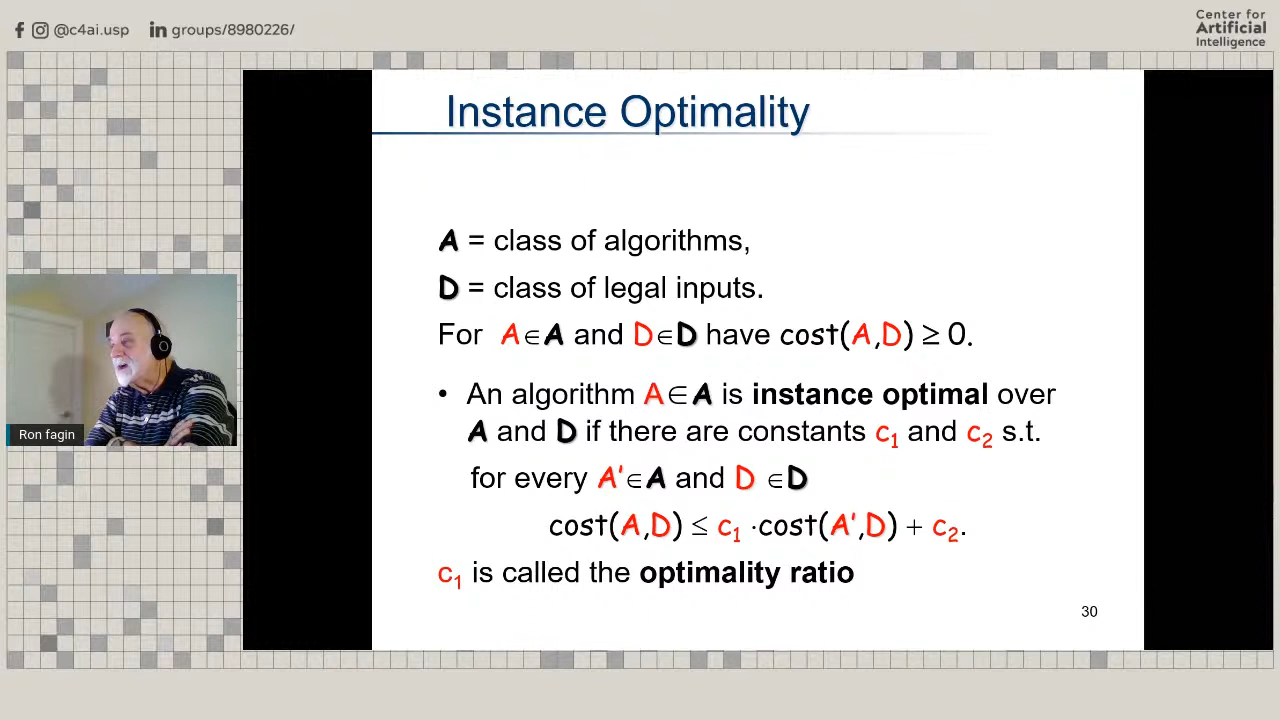 @c4ai.usp in groups/8980226/
Center for
Artificial
Intelligence
Instance Optimality
A = class of algorithms,
D = class of legal inputs.
For A∈A and D∈D have cost(A,D) ≥ 0.
• An algorithm A∈A is instance optimal over
A and D if there are constants c₁ and c₂ s.t.
for every A'∈A and D ∈D
cost(A,D) ≤ c₁ ·cost(A',D) + c₂.
c₁ is called the optimality ratio
30
Ron fagin